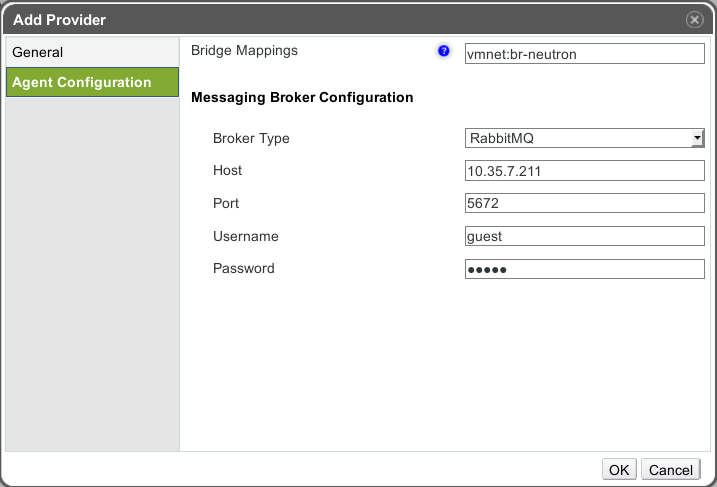 Add Provider
General
Agent Configuration
Bridge Mappings ? vmnet:br-neutron
Messaging Broker Configuration
Broker Type RabbitMQ
Host 10.35.7.211
Port 5672
Username guest
Password ●●●●●
OK Cancel